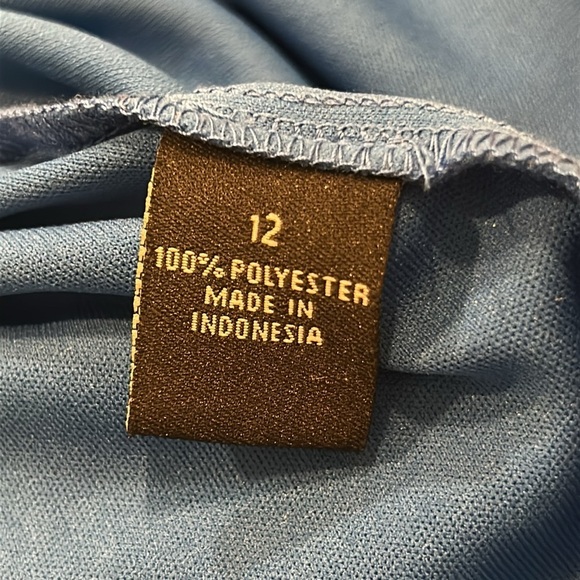 12
100% POLYESTER
MADE IN
INDONESIA